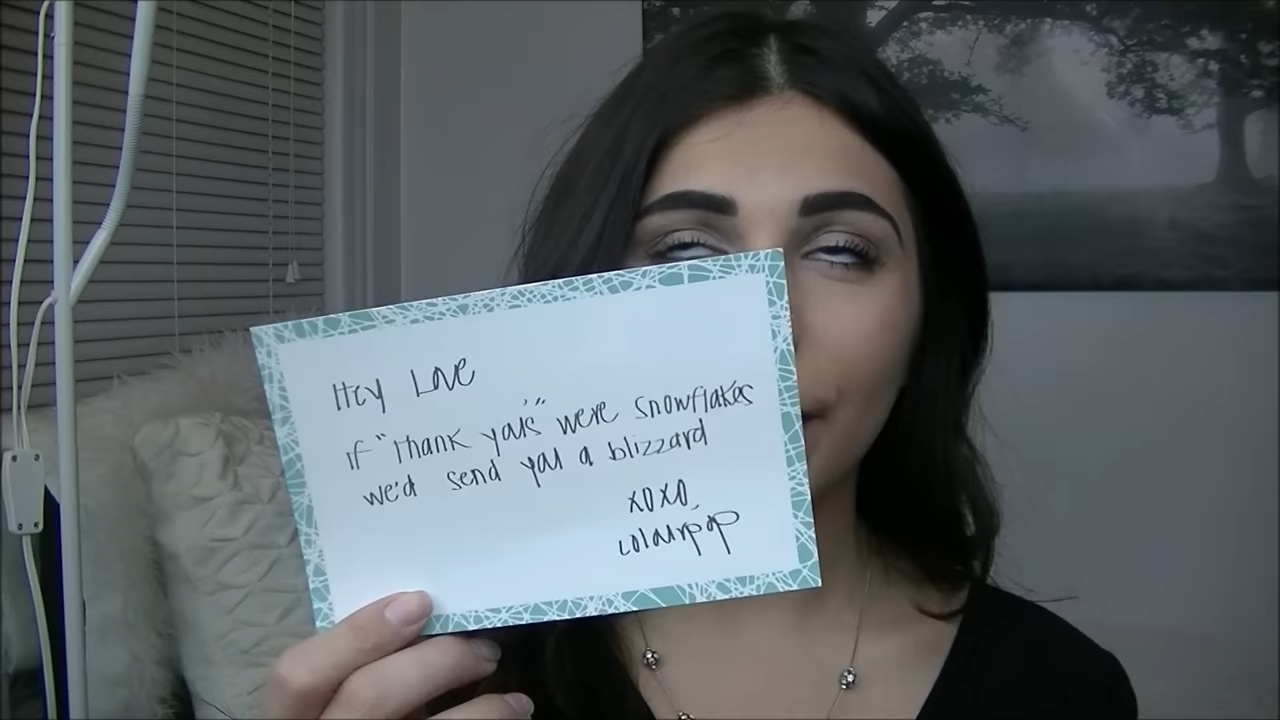 Hey Love
if "thank you's" were snowflakes
we'd send you a blizzard
xoxo,
colourpop